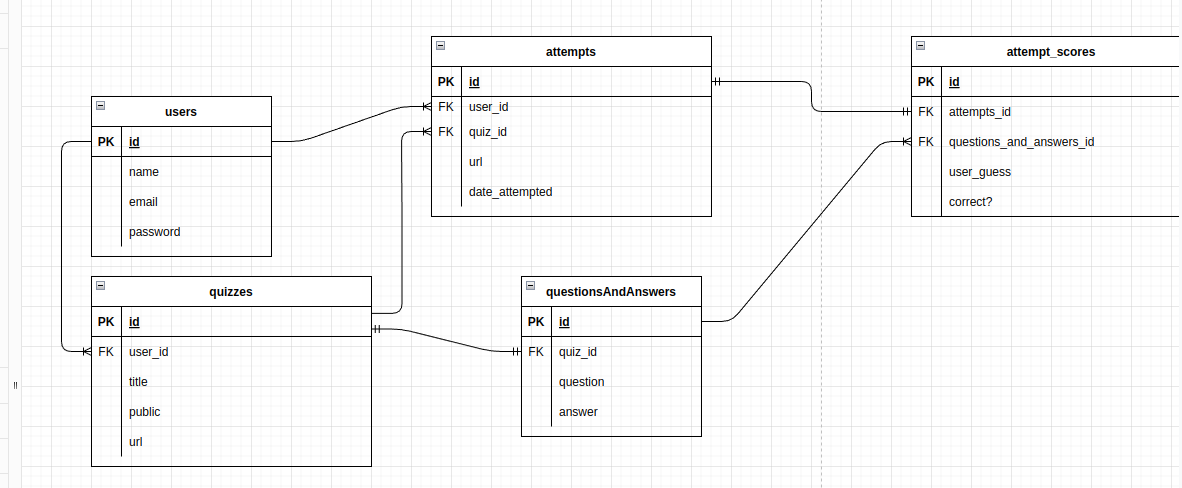 users
PK id
name
email
password
attempts
PK id
FK user_id
FK quiz_id
url
date_attempted
attempt_scores
PK id
FK attempts_id
FK questions_and_answers_id
user_guess
correct?
quizzes
PK id
FK user_id
title
public
url
questionsAndAnswers
PK id
FK quiz_id
question
answer